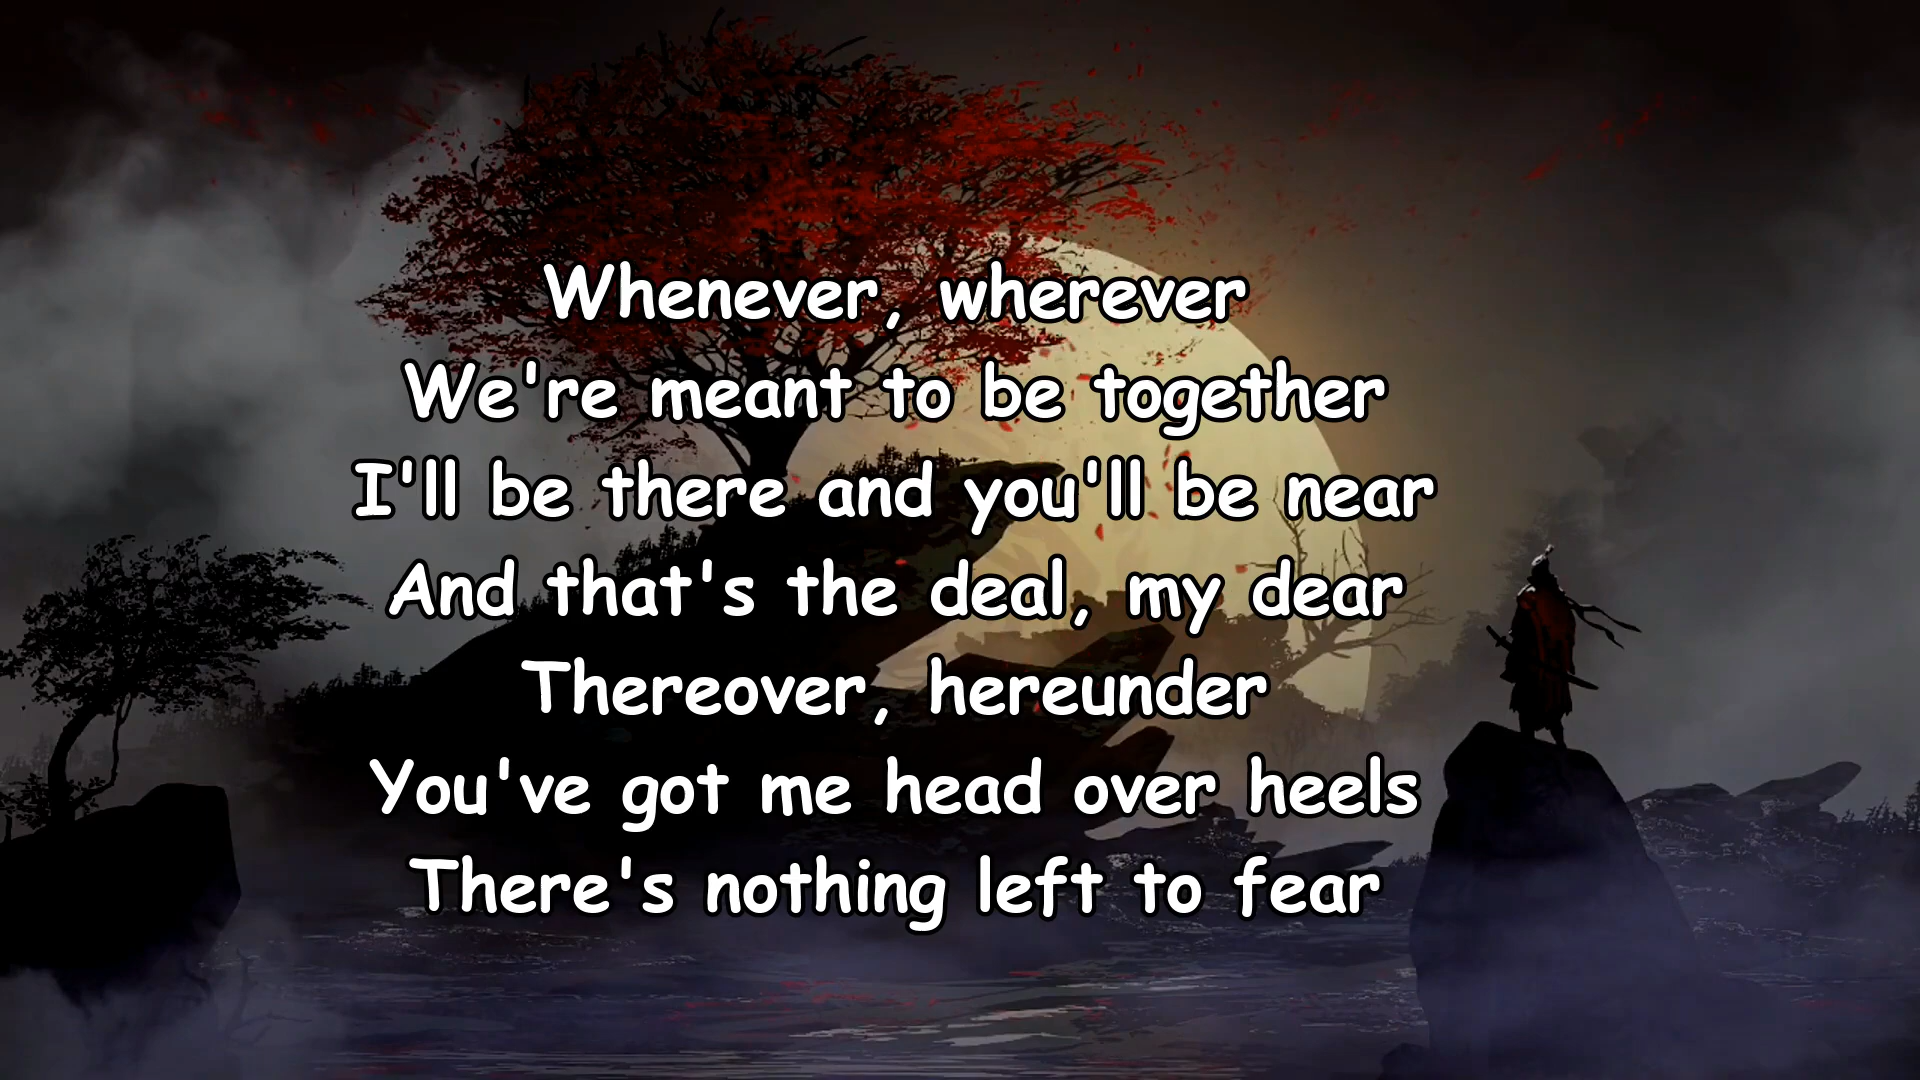 Whenever, wherever
We're meant to be together
I'll be there and you'll be near
And that's the deal, my dear
Thereover, hereunder
You've got me head over heels
There's nothing left to fear